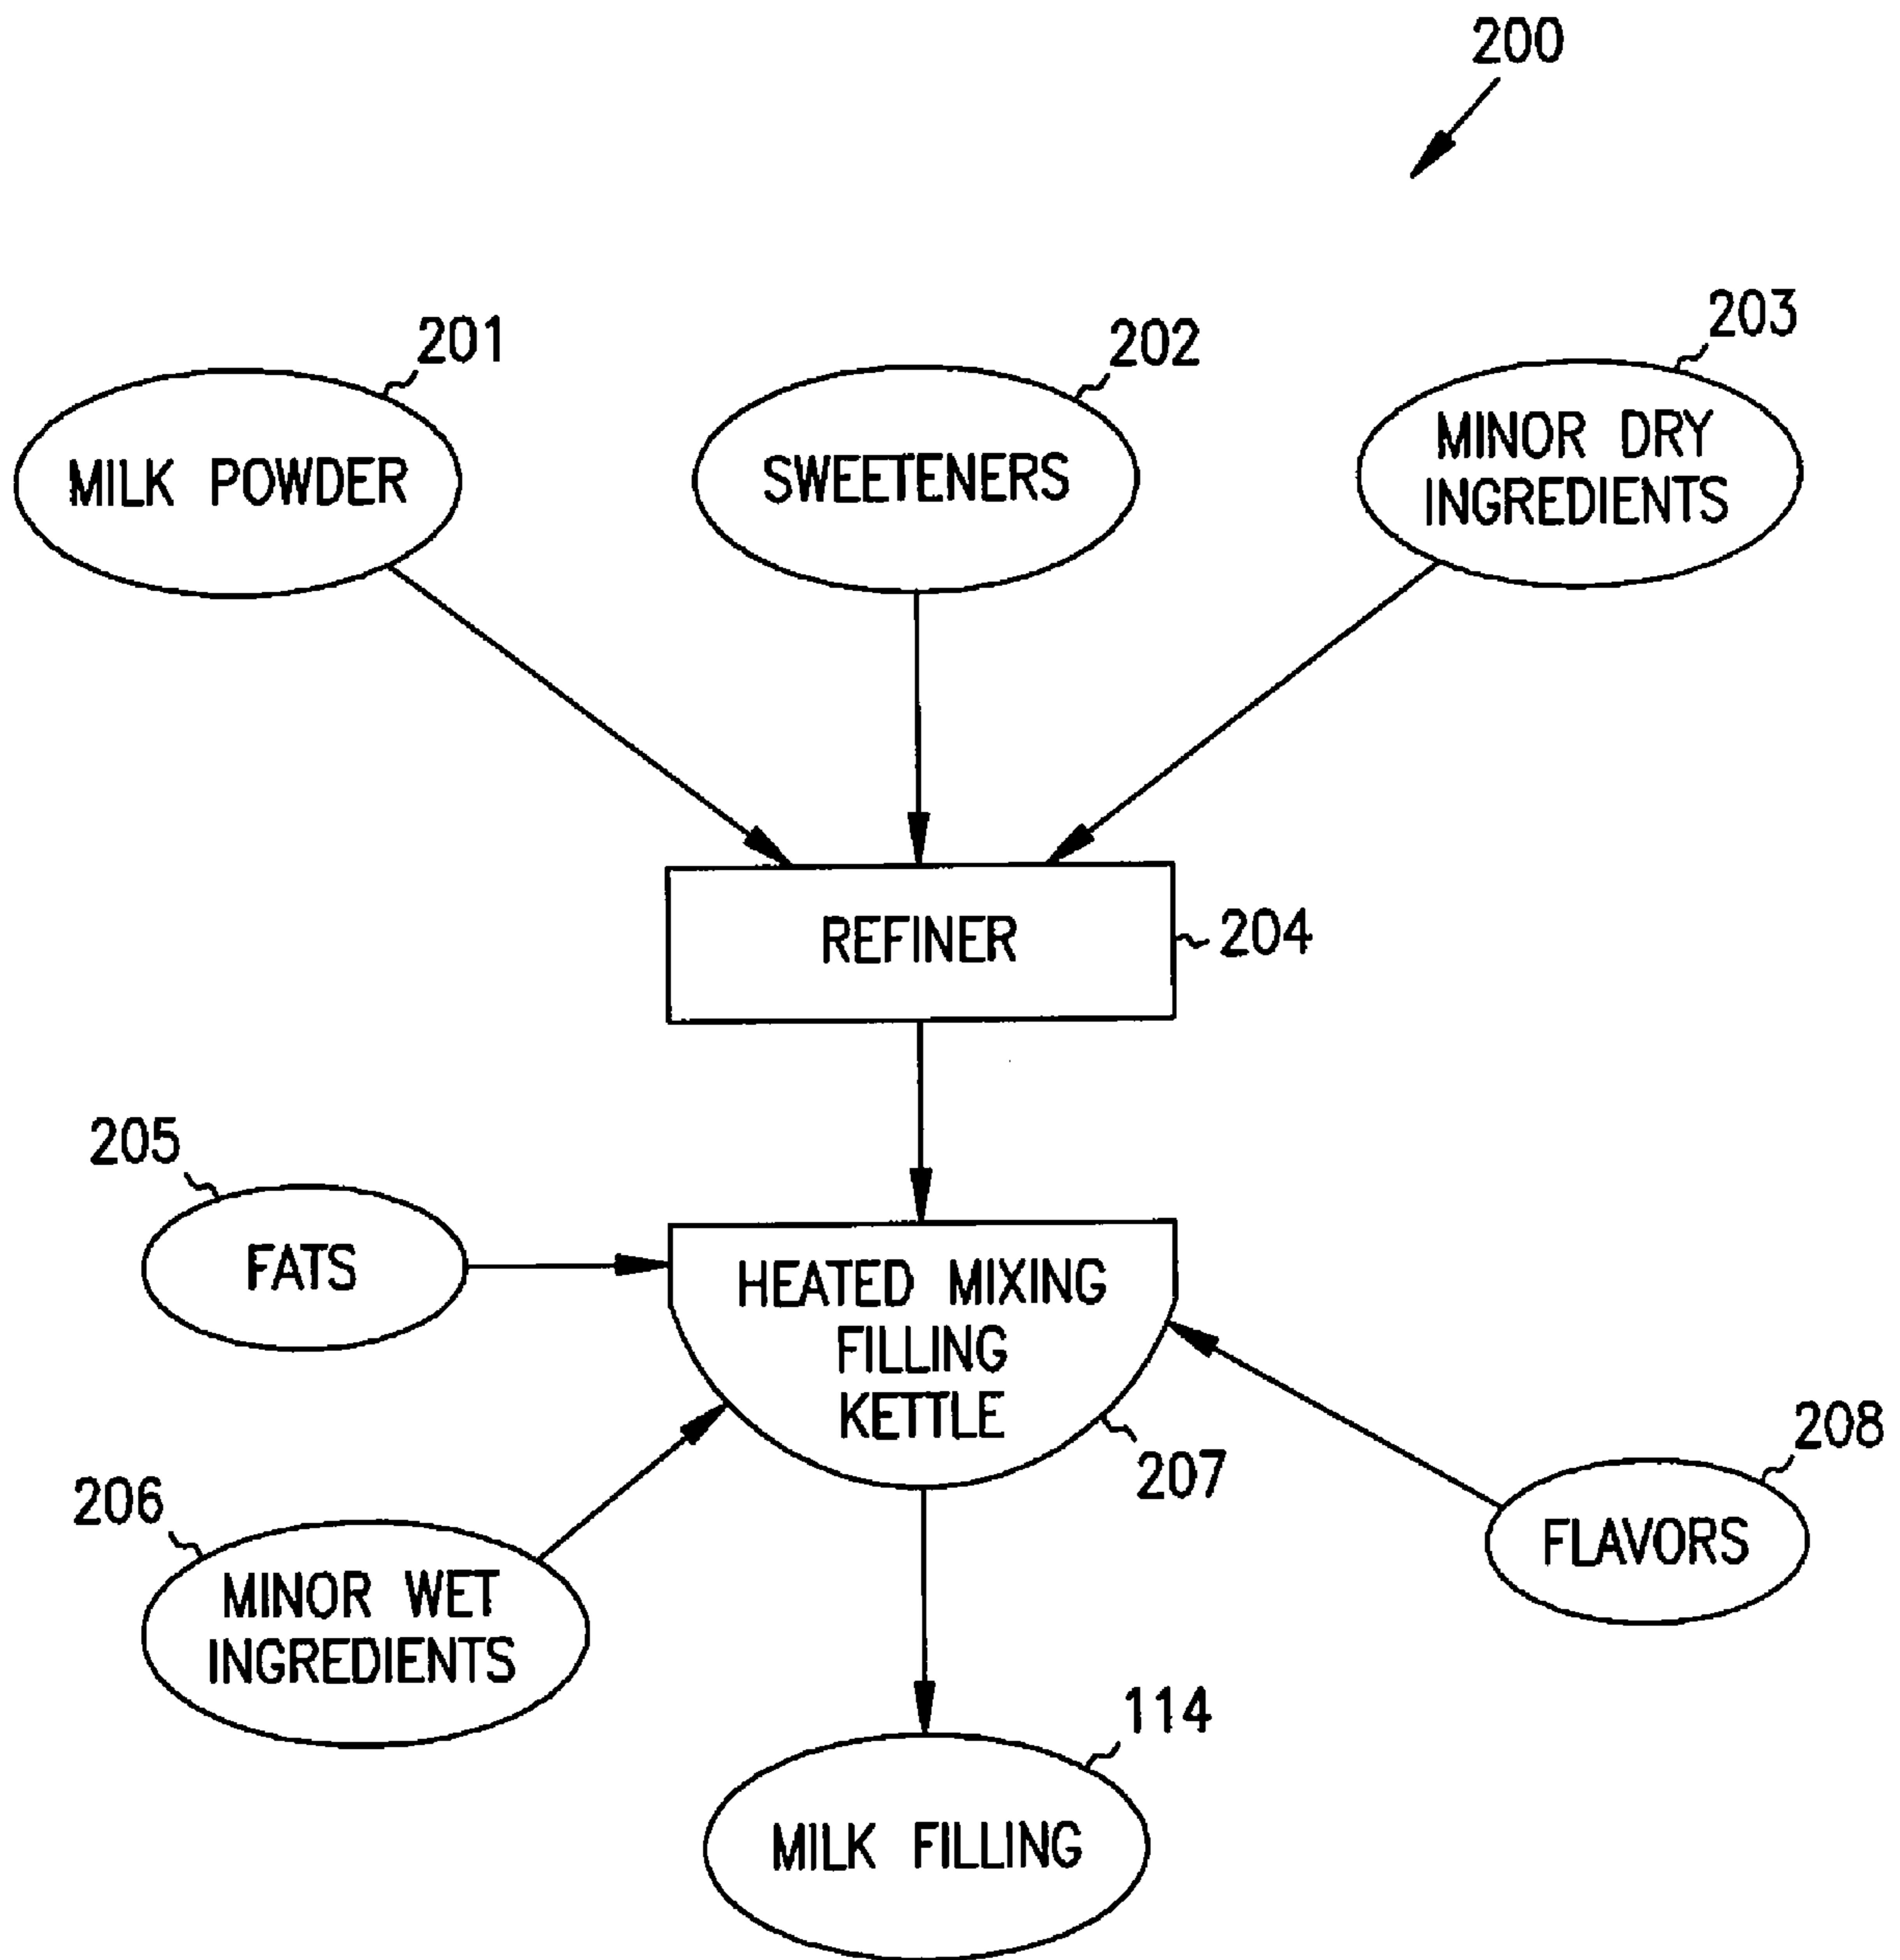 200
201
202
203
MILK POWDER
SWEETENERS
MINOR DRY
INGREDIENTS
REFINER
204
205
FATS
HEATED MIXING
FILLING
KETTLE
207
208
206
FLAVORS
MINOR WET
INGREDIENTS
114
MILK FILLING